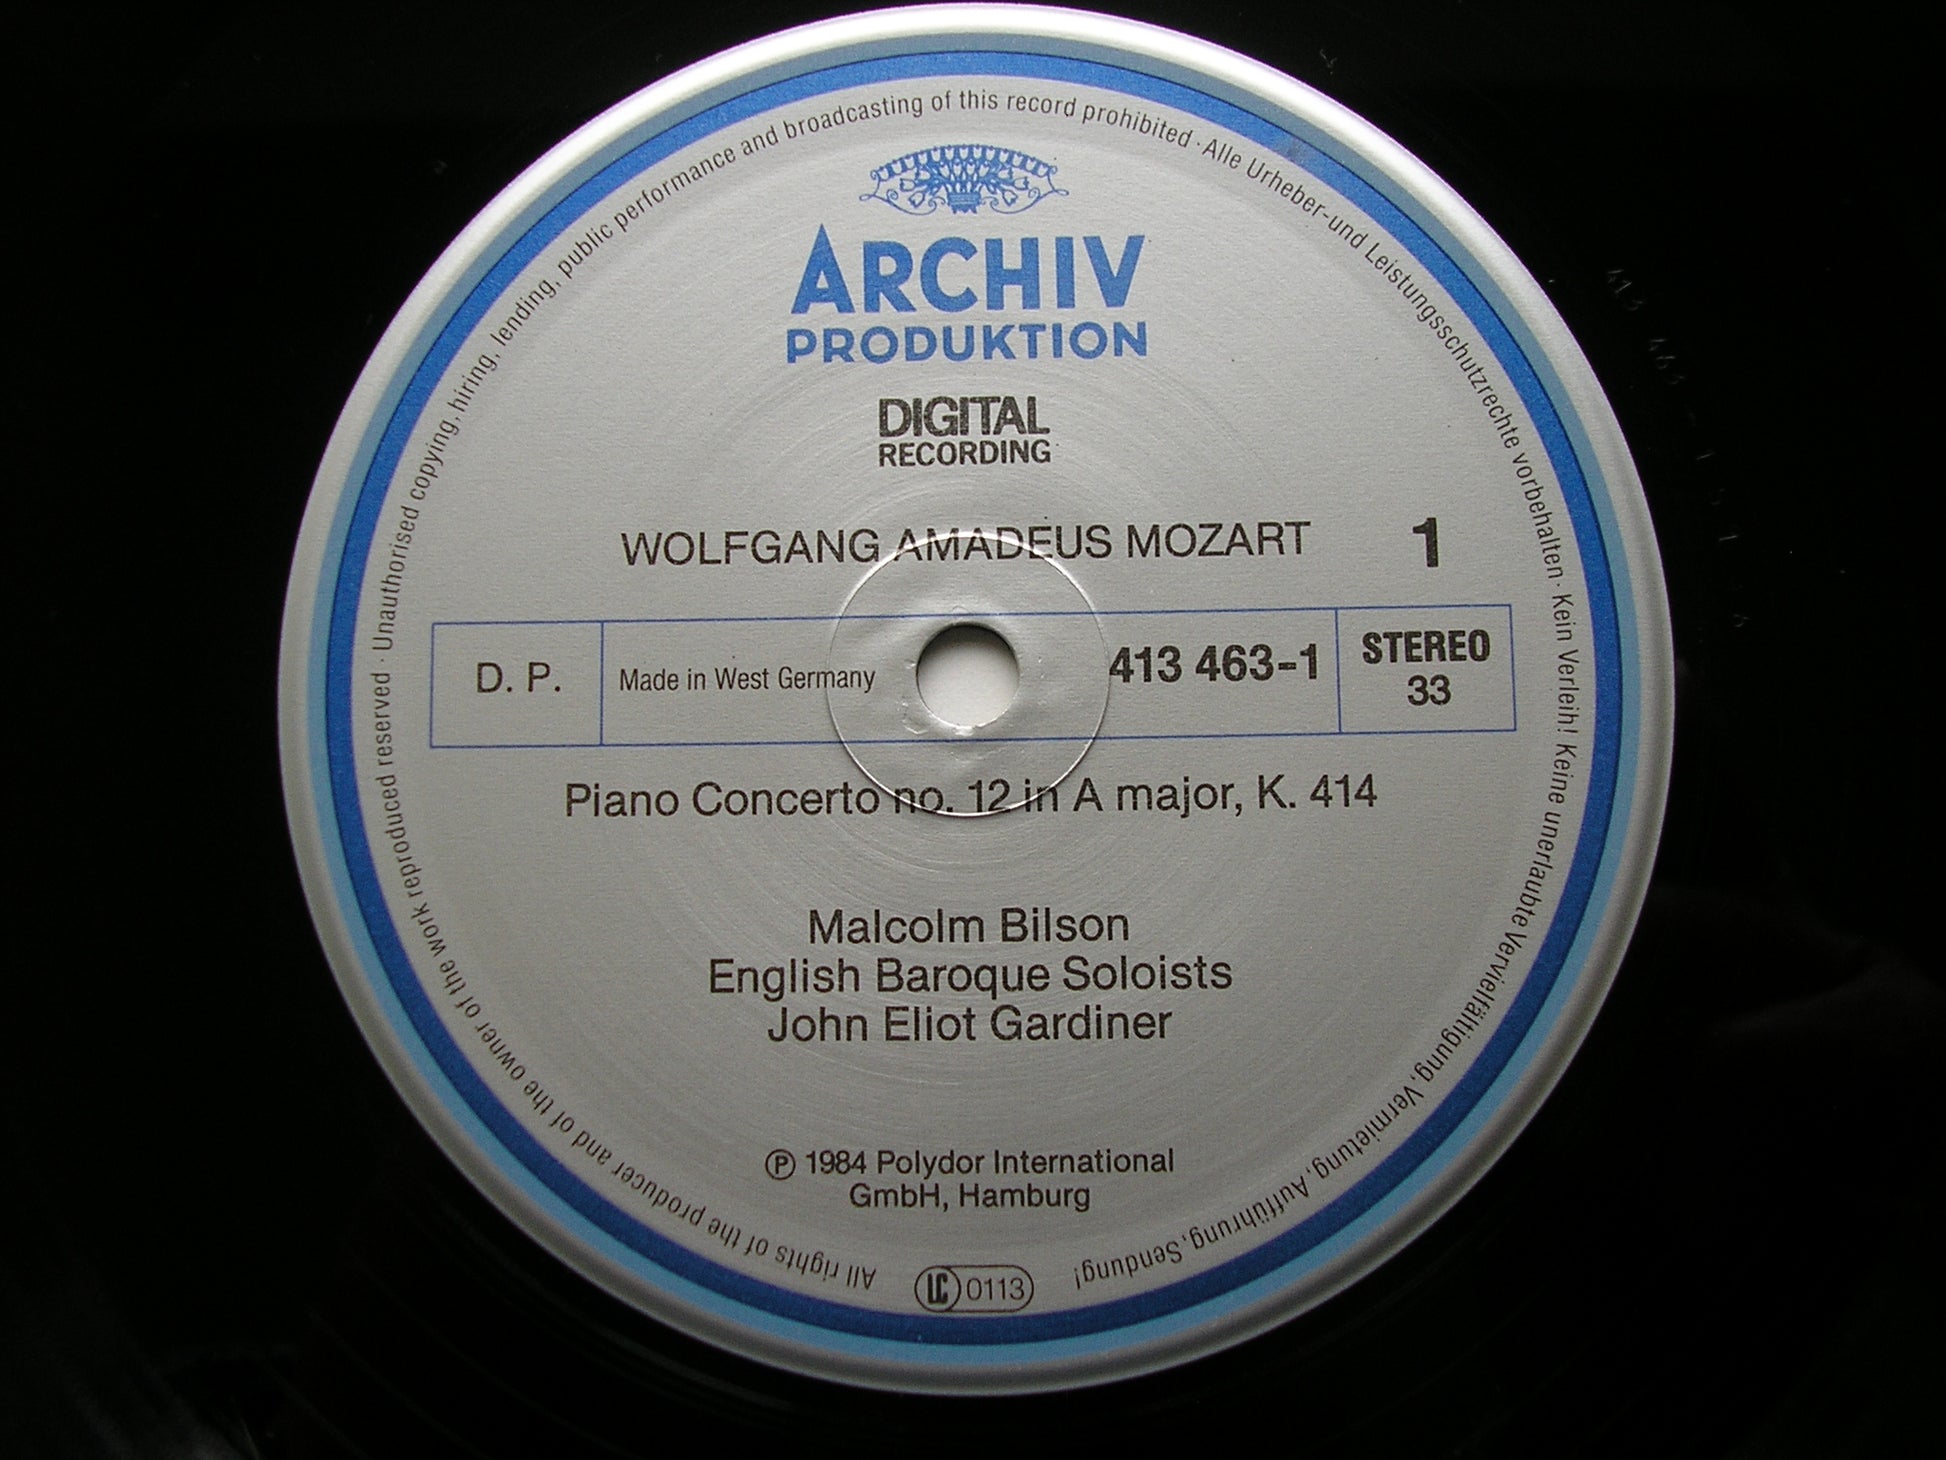 All rights of the producer and of the owner of the work reproduced reserved · Unauthorised copying, hiring, lending, public performance and broadcasting of this record prohibited · Alle Urheber-und Leistungsschutzrechte vorbehalten · Kein Verleih! Keine unerlaubte Vervielfältigung, Vermietung, Aufführung, Sendung!
ARCHIV
PRODUKTION
DIGITAL
RECORDING
WOLFGANG AMADEUS MOZART 1
D. P. Made in West Germany 413 463-1 STEREO
33
Piano Concerto no. 12 in A major, K. 414
Malcolm Bilson
English Baroque Soloists
John Eliot Gardiner
℗ 1984 Polydor International
GmbH, Hamburg
LC 0113